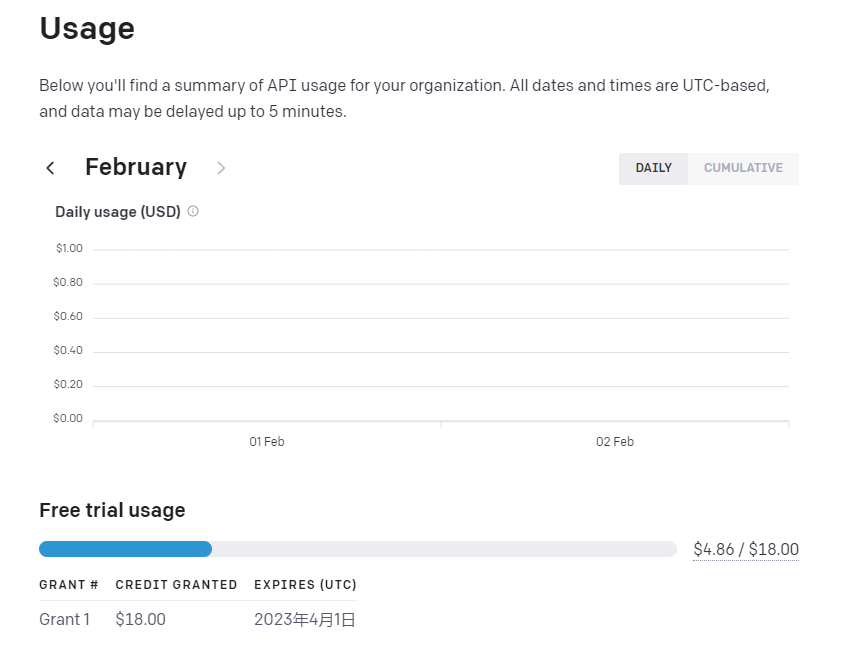 Usage
Below you'll find a summary of API usage for your organization. All dates and times are UTC-based,
and data may be delayed up to 5 minutes.
February
DAILY CUMULATIVE
Daily usage (USD)
$1.00
$0.80
$0.60
$0.40
$0.20
$0.00
01 Feb 02 Feb
Free trial usage
$4.86 / $18.00
GRANT # CREDIT GRANTED EXPIRES (UTC)
Grant 1 $18.00 2023年4月1日